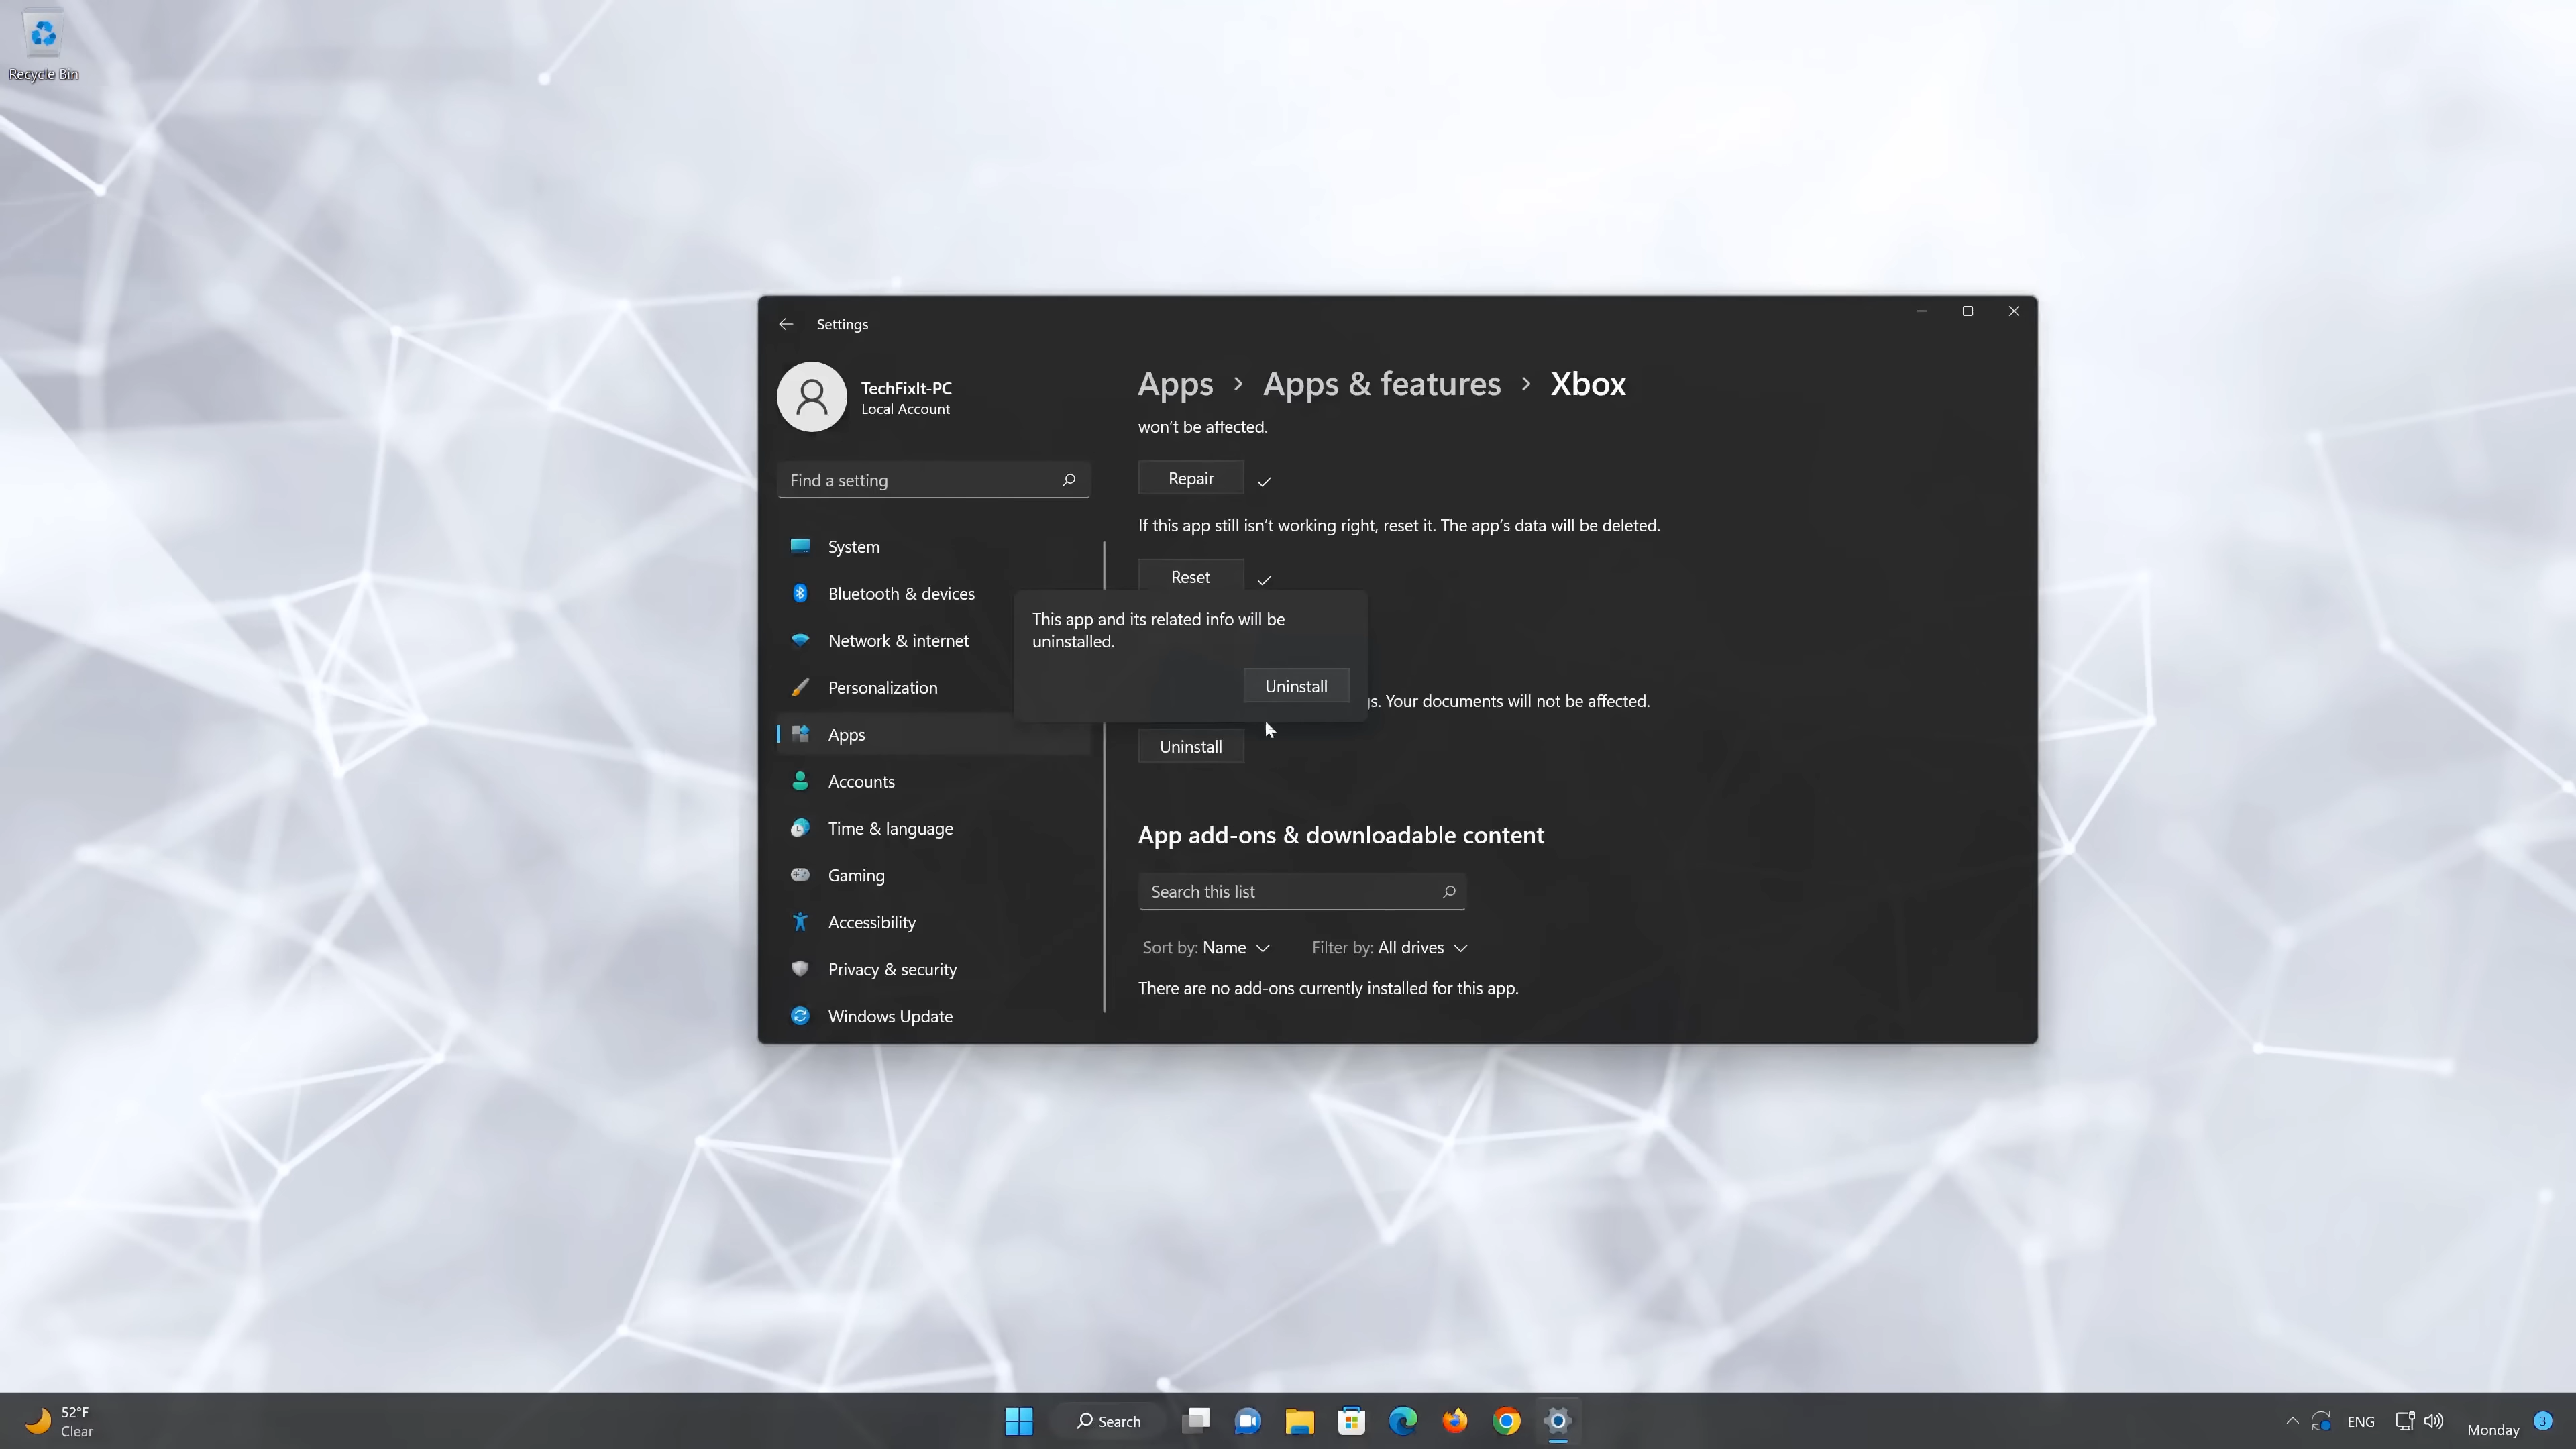 Recycle Bin
Settings
TechFixIt-PC
Local Account
Find a setting
System
Bluetooth & devices
Network & internet
Personalization
Apps
Accounts
Time & language
Gaming
Accessibility
Privacy & security
Windows Update
Apps > Apps & features > Xbox
won't be affected.
Repair
If this app still isn't working right, reset it. The app's data will be deleted.
Reset
This app and its related info will be
uninstalled.
Uninstall
s. Your documents will not be affected.
Uninstall
App add-ons & downloadable content
Search this list
Sort by: Name Filter by: All drives
There are no add-ons currently installed for this app.
52°F
Clear
Search
ENG
Monday
3